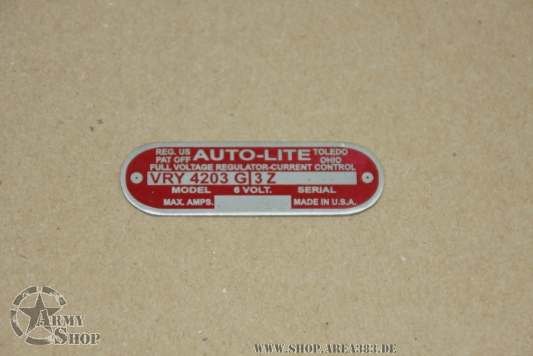 REG. US AUTO-LITE TOLEDO
PAT OFF OHIO
FULL VOLTAGE REGULATOR-CURRENT CONTROL
VRY 4203 G 3 Z
MODEL 6 VOLT. SERIAL
MAX. AMPS. MADE IN U.S.A.
ARMY
SHOP
WWW.SHOP.AREA383.DE